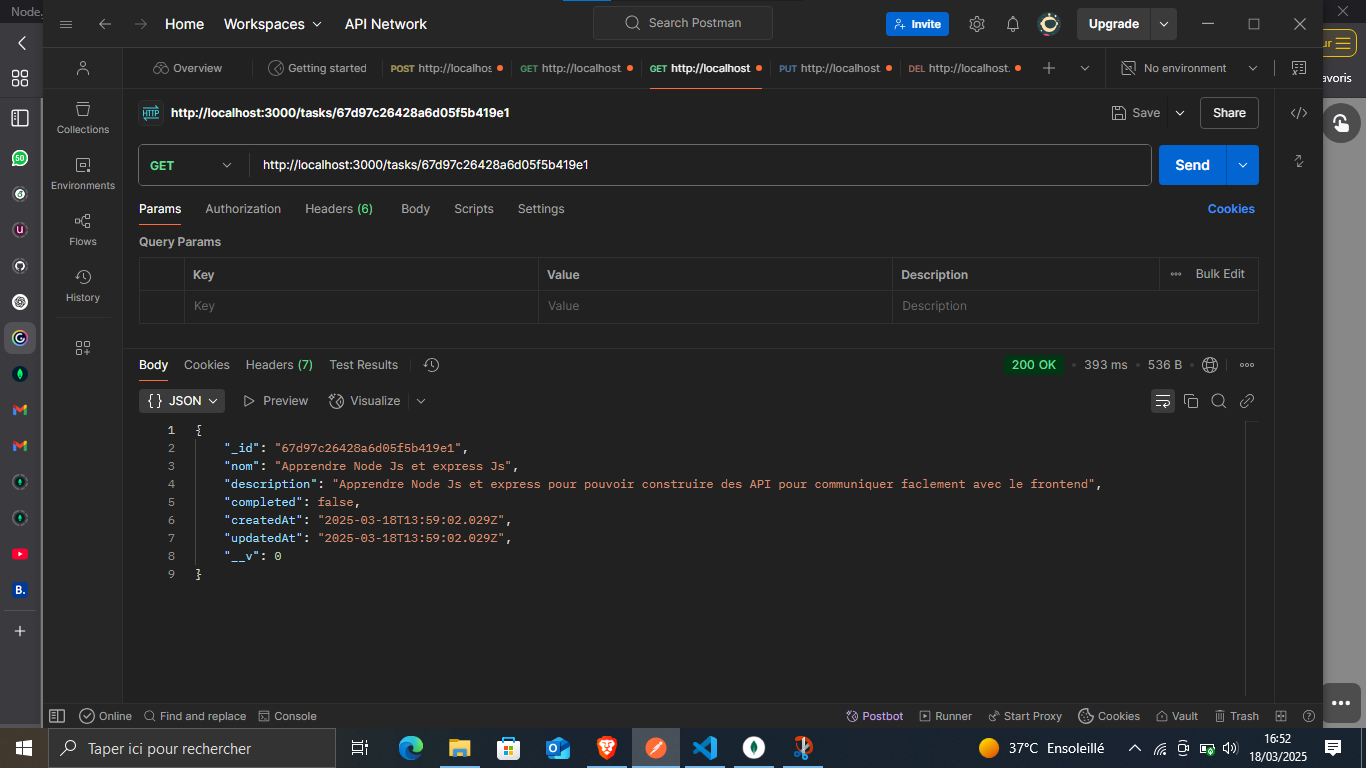 Node.
Home
Workspaces
API Network
Search Postman
Invite
Upgrade
Overview
Getting started
POST http://localhos
GET http://localhost
GET http://localhost
PUT http://localhost
DEL http://localhost.
No environment
avoris
Collections
Environments
Flows
History
HTTP
http://localhost:3000/tasks/67d97c26428a6d05f5b419e1
Save
Share
GET
http://localhost:3000/tasks/67d97c26428a6d05f5b419e1
Send
Params
Authorization
Headers (6)
Body
Scripts
Settings
Cookies
Query Params
Key
Value
Description
Bulk Edit
Key
Value
Description
Body
Cookies
Headers (7)
Test Results
200 OK
393 ms
536 B
{ } JSON
Preview
Visualize
1 {
2 "_id": "67d97c26428a6d05f5b419e1",
3 "nom": "Apprendre Node Js et express Js",
4 "description": "Apprendre Node Js et express pour pouvoir construire des API pour communiquer faclement avec le frontend",
5 "completed": false,
6 "createdAt": "2025-03-18T13:59:02.029Z",
7 "updatedAt": "2025-03-18T13:59:02.029Z",
8 "__v": 0
9 }
50
u
B.
Online
Find and replace
Console
Postbot
Runner
Start Proxy
Cookies
Vault
Trash
Taper ici pour rechercher
37°C Ensoleillé
16:52
18/03/2025